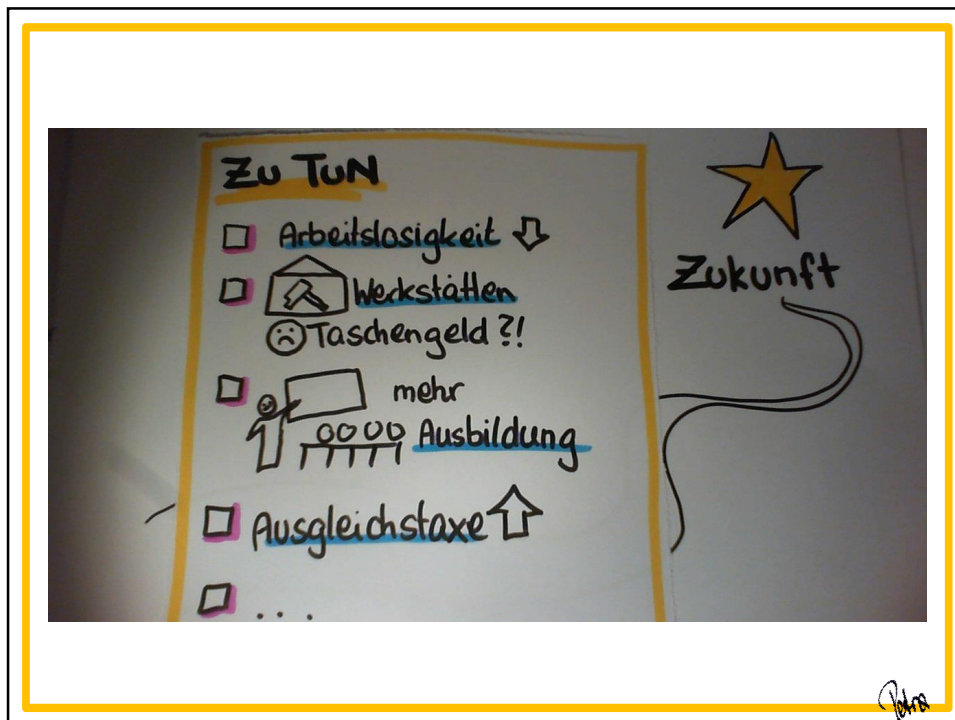 Zu TuN
Arbeitslosigkeit
Werkstätten
Taschengeld ?!
mehr
Ausbildung
Ausgleichstaxe
...
Zukunft
Petra